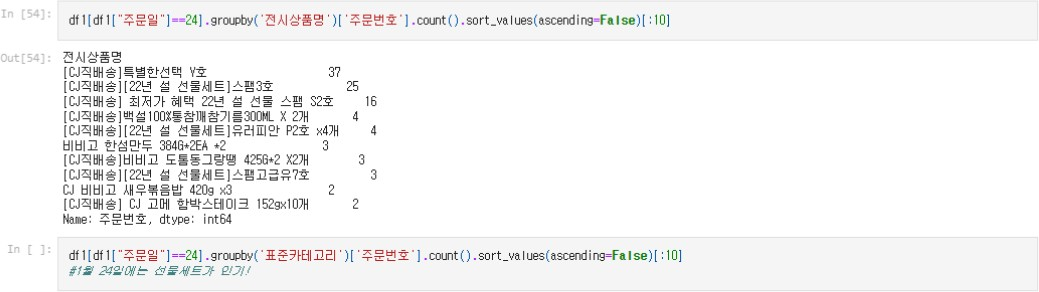 In [54]: df1[df1["주문일"]==24].groupby('전시상품명')['주문번호'].count().sort_values(ascending=False)[:10]
Out[54]: 전시상품명
[CJ직배송]특별한선택 V호 37
[CJ직배송][22년 설 선물세트]스팸3호 25
[CJ직배송] 최저가 혜택 22년 설 선물 스팸 S2호 16
[CJ직배송]백설100%통참깨참기름300ML X 2개 4
[CJ직배송][22년 설 선물세트]유러피안 P2호 x4개 4
비비고 한섬만두 384G*2EA *2 3
[CJ직배송]비비고 도톰동그랑땡 425G*2 X2개 3
[CJ직배송][22년 설 선물세트]스팸고급유7호 3
CJ 비비고 새우볶음밥 420g x3 2
[CJ직배송] CJ 고메 함박스테이크 152gx10개 2
Name: 주문번호, dtype: int64
In [ ]: df1[df1["주문일"]==24].groupby('표준카테고리')['주문번호'].count().sort_values(ascending=False)[:10]
#1월 24일에는 선물세트가 인기!